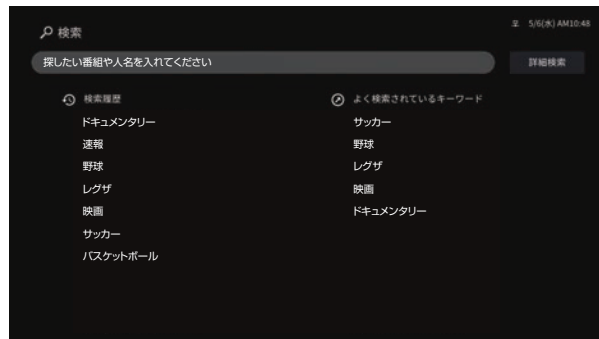 検索
5/6(水) AM10:48
探したい番組や人名を入れてください
詳細検索
検索履歴
ドキュメンタリー
速報
野球
レグザ
映画
サッカー
バスケットボール
よく検索されているキーワード
サッカー
野球
レグザ
映画
ドキュメンタリー